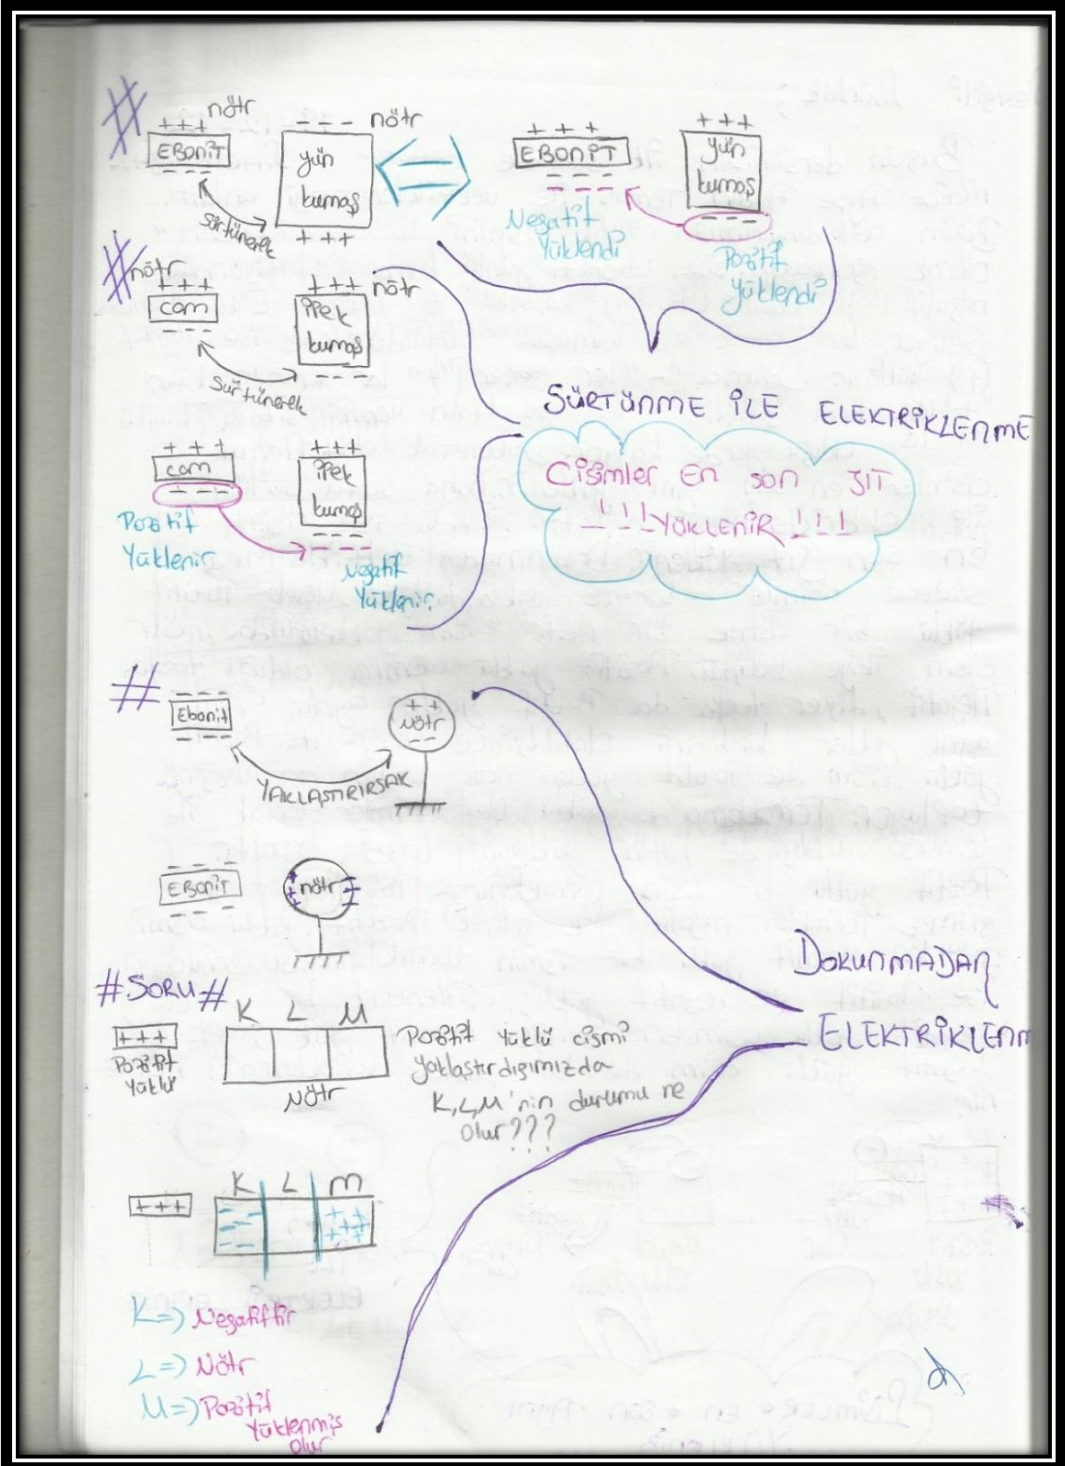 # nötr
+++
EBONİT
---
Sürtünerek
--- nötr
yün
kumaş
+++
+++
EBONİT
---
---
Negatif
Yüklendi
+++
yün
kumaş
---
Pozitif
yüklendi
# nötr
+++
cam
---
Sürtünerek
+++ nötr
ipek
kumaş
---
SÜRTÜNME İLE ELEKTRİKLENME
Cisimler En son zıt
!!! YÜKLENİR !!!
+++
cam
---
Pozitif
Yüklenir
+++
ipek
kumaş
---
---
Negatif
Yüklenir
#
---
Ebonit
---
YAKLAŞTIRIRSAK
++
Nötr
--
---
EBONİT
---
nötr
DOKUNMADAN
ELEKTRİKLENM
#SORU#
+++
Pozitif
Yüklü
K L M
Nötr
Pozitif Yüklü cismi
yaklaştırdığımızda
K,L,M'nin durumu ne
olur???
+++
K L M
K=) Negatiftir
L=) Nötr
M=) Pozitif
Yüklenmiş
olur